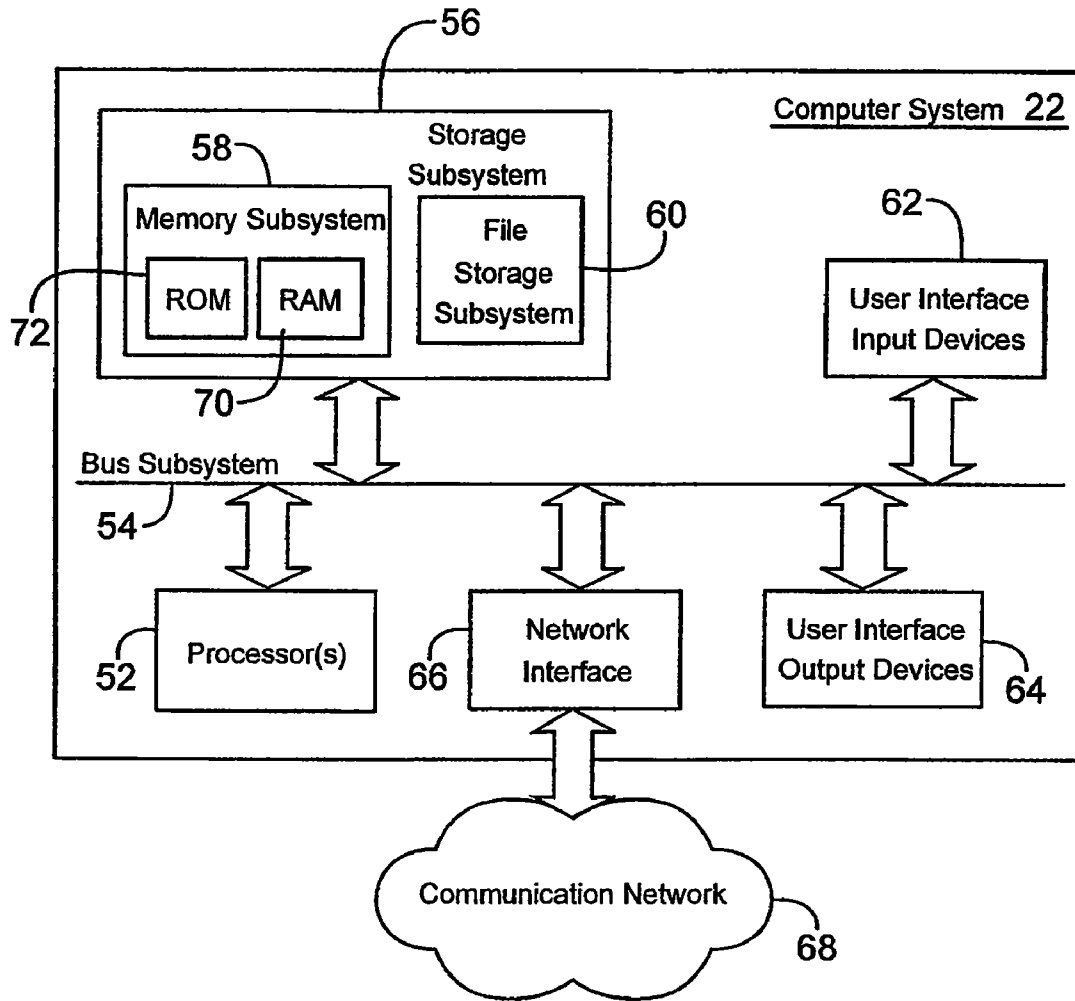 56
Computer System 22
Storage
Subsystem
58
Memory Subsystem
ROM
RAM
72
70
File
Storage
Subsystem
60
62
User Interface
Input Devices
Bus Subsystem
54
Processor(s)
52
Network
Interface
66
User Interface
Output Devices
64
Communication Network
68